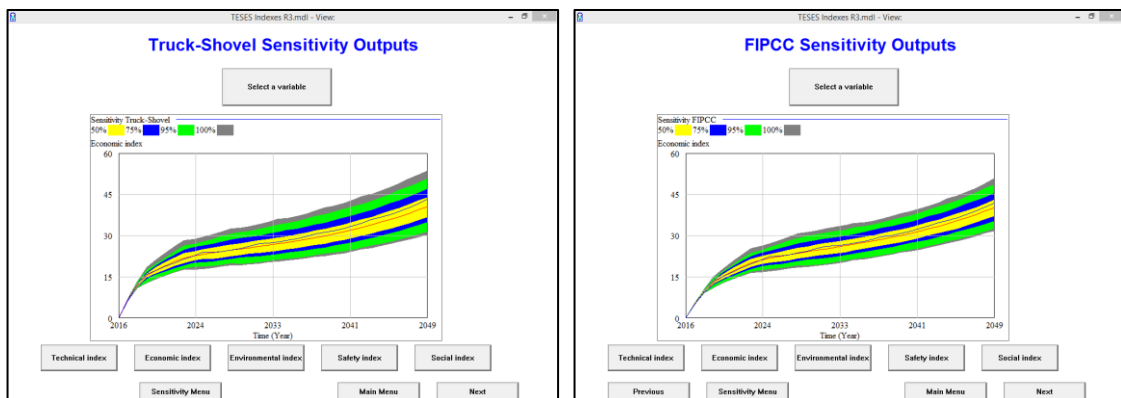 TESES Indexes R3.mdl - View:
Truck-Shovel Sensitivity Outputs
Select a variable
Sensitivity Truck-Shovel
50% 75% 95% 100%
Economic index
60
45
30
15
0
2016 2024 2033 2041 2049
Time (Year)
Technical index Economic index Environmental index Safety index Social index
Sensitivity Menu Main Menu Next
TESES Indexes R3.mdl - View:
FIPCC Sensitivity Outputs
Select a variable
Sensitivity FIPCC
50% 75% 95% 100%
Economic index
60
45
30
15
0
2016 2024 2033 2041 2049
Time (Year)
Technical index Economic index Environmental index Safety index Social index
Previous Sensitivity Menu Main Menu Next